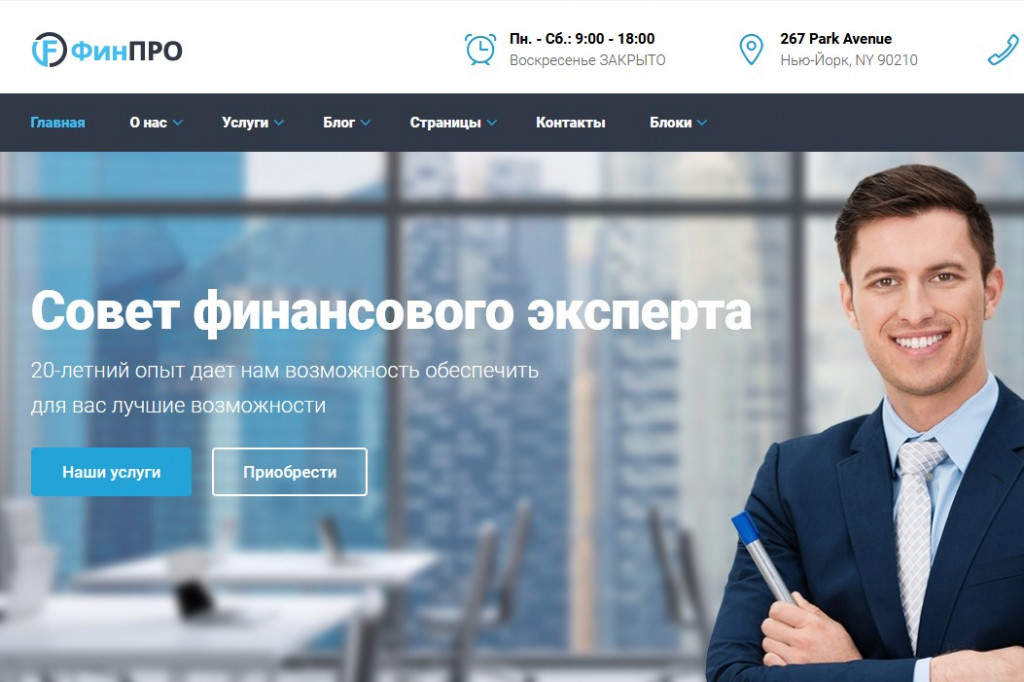 ФинПРО
Пн. - Сб.: 9:00 - 18:00
Воскресенье ЗАКРЫТО
267 Park Avenue
Нью-Йорк, NY 90210
Главная
О нас
Услуги
Блог
Страницы
Контакты
Блоки
Совет финансового эксперта
20-летний опыт дает нам возможность обеспечить
для вас лучшие возможности
Наши услуги
Приобрести